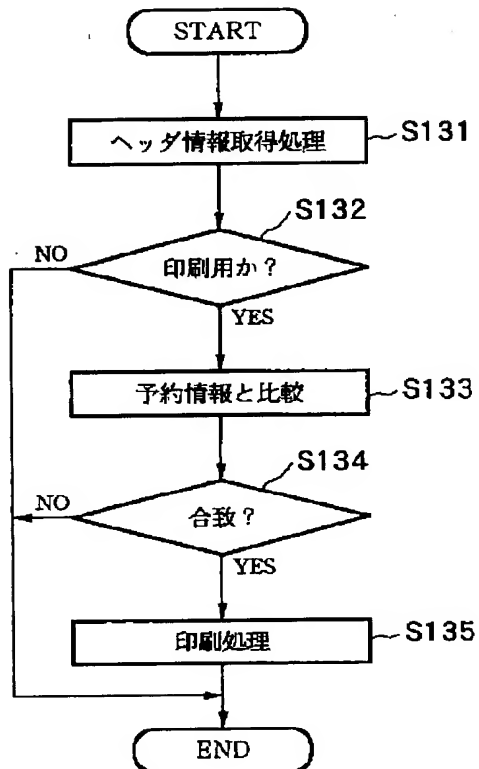 START
ヘッダ情報取得処理
S131
S132
印刷用か？
NO
YES
予約情報と比較
S133
S134
合致？
NO
YES
印刷処理
S135
END